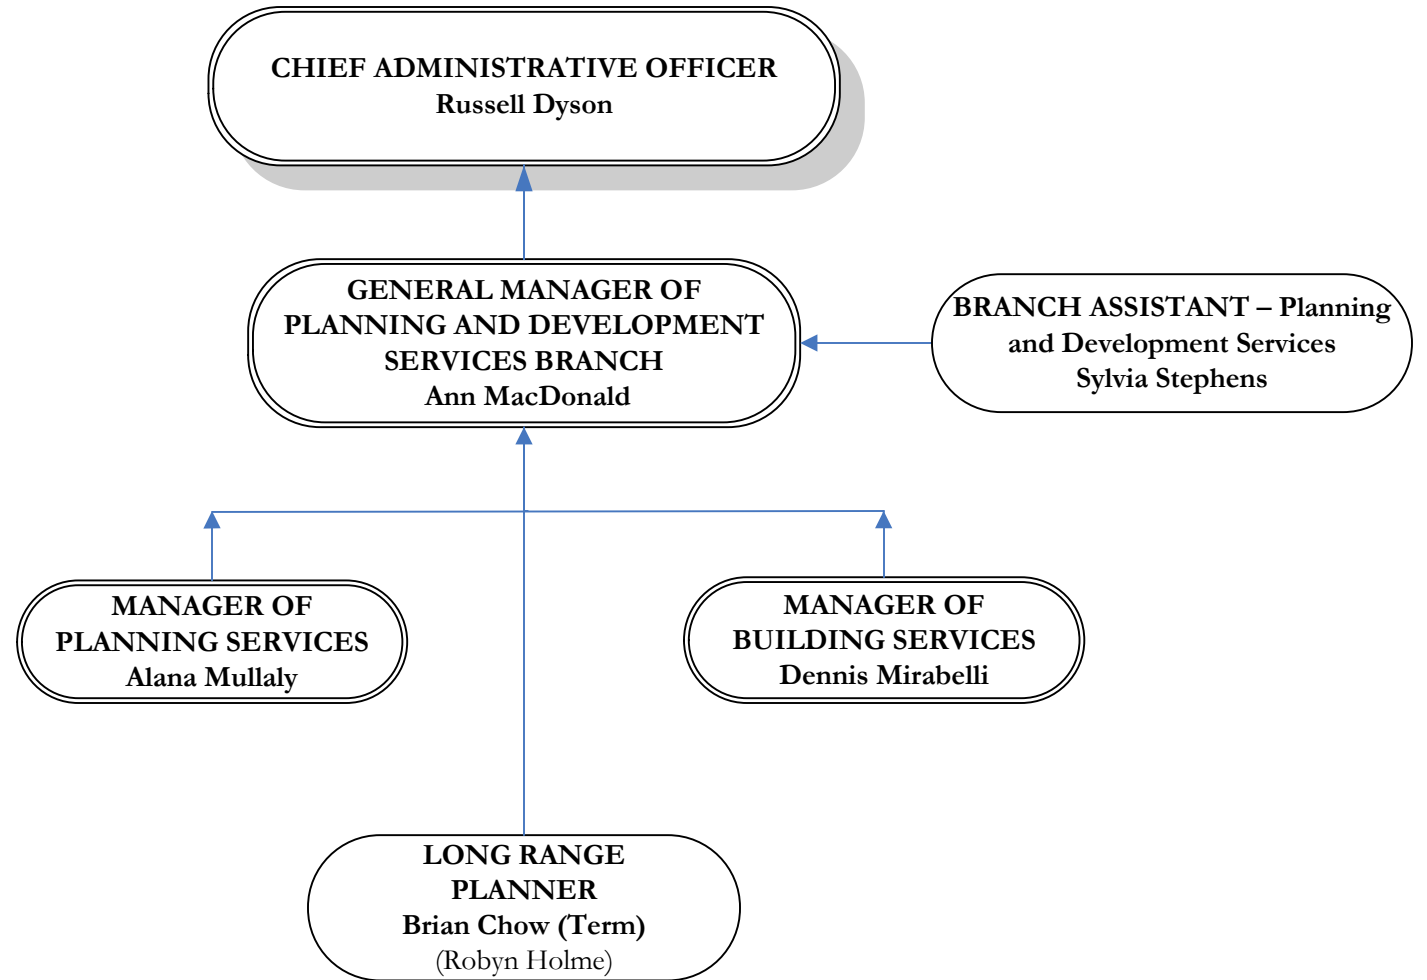 CHIEF ADMINISTRATIVE OFFICER
Russell Dyson
GENERAL MANAGER OF
PLANNING AND DEVELOPMENT
SERVICES BRANCH
Ann MacDonald
BRANCH ASSISTANT – Planning
and Development Services
Sylvia Stephens
MANAGER OF
PLANNING SERVICES
Alana Mullaly
MANAGER OF
BUILDING SERVICES
Dennis Mirabelli
LONG RANGE
PLANNER
Brian Chow (Term)
(Robyn Holme)